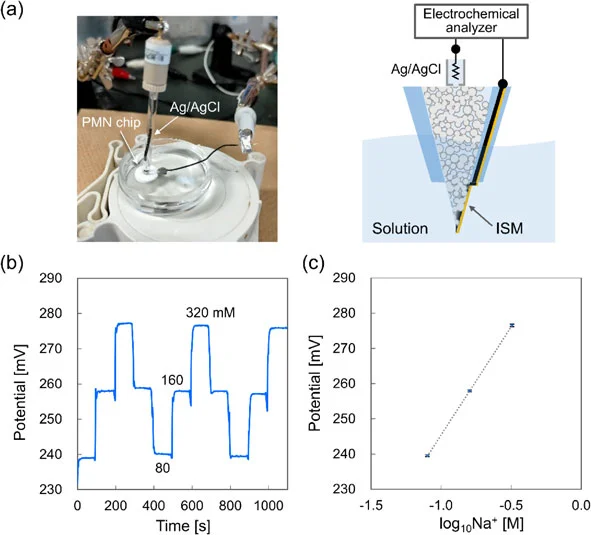 (a)
PMN chip
Ag/AgCl
Electrochemical
analyzer
Ag/AgCl
Solution
ISM
(b)
290
280
270
260
250
240
230
Potential [mV]
320 mM
160
80
0 200 400 600 800 1000
Time [s]
(c)
290
280
270
260
250
240
230
Potential [mV]
-1.5 -1.0 -0.5 0.0
log₁₀Na⁺ [M]